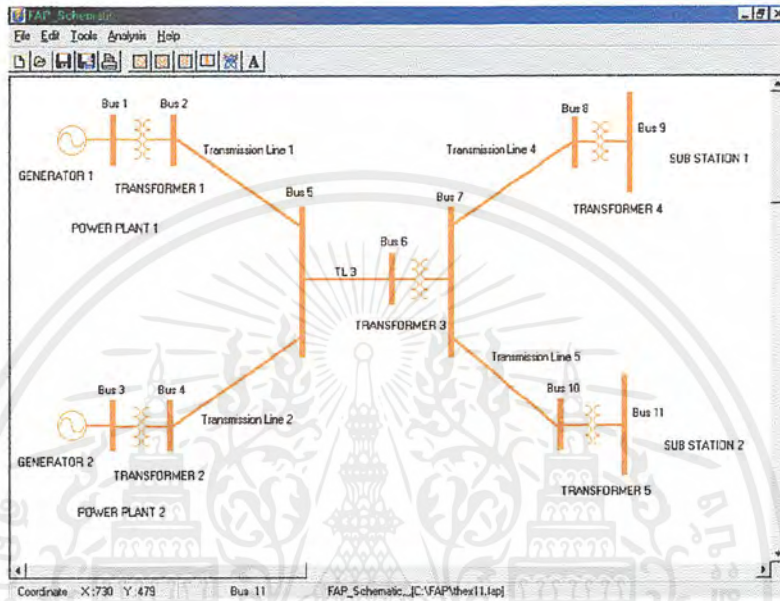 FAP_Schematic
File Edit Tools Analysis Help
A
Bus 1
Bus 2
Bus 8
Bus 9
Transmission Line 1
Transmission Line 4
SUB STATION 1
GENERATOR 1
TRANSFORMER 1
Bus 5
Bus 7
TRANSFORMER 4
POWER PLANT 1
Bus 6
TL 3
TRANSFORMER 3
Transmission Line 5
Bus 3
Bus 4
Bus 10
Bus 11
Transmission Line 2
SUB STATION 2
GENERATOR 2
TRANSFORMER 2
TRANSFORMER 5
POWER PLANT 2
Coordinate X:730 Y:479 Bus 11 FAP_Schematic_[C:\FAP\thex11.fap]